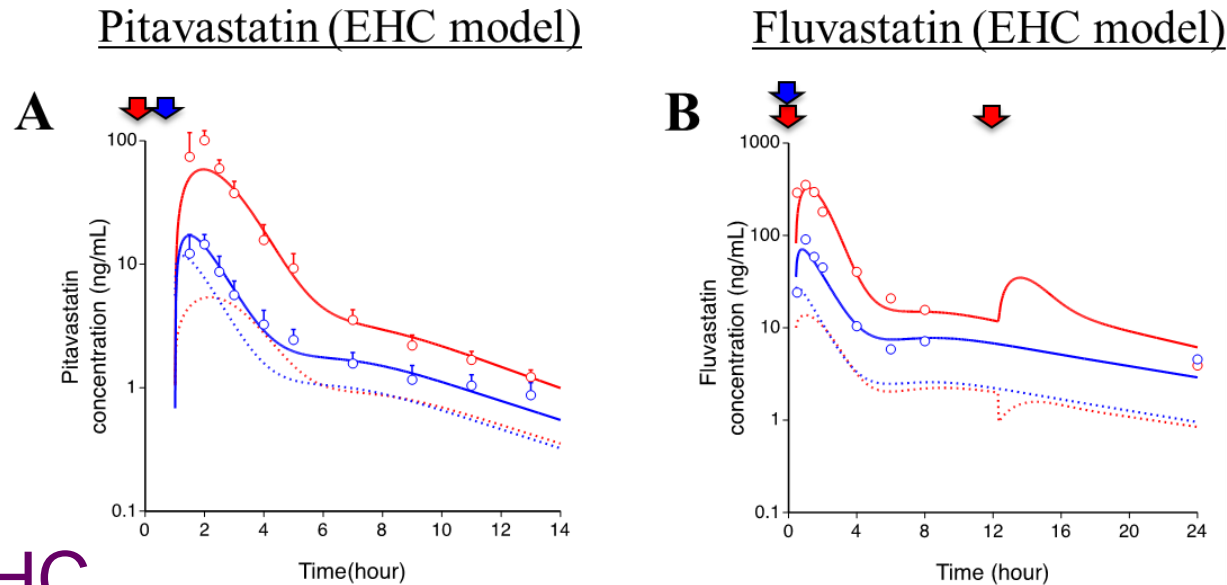 Pitavastatin (EHC model)
Fluvastatin (EHC model)
A
Pitavastatin
concentration (ng/mL)
100
10
1
0.1
0 2 4 6 8 10 12 14
Time(hour)
B
Fluvastatin
concentration (ng/mL)
1000
100
10
1
0.1
0 4 8 12 16 20 24
Time (hour)
HC